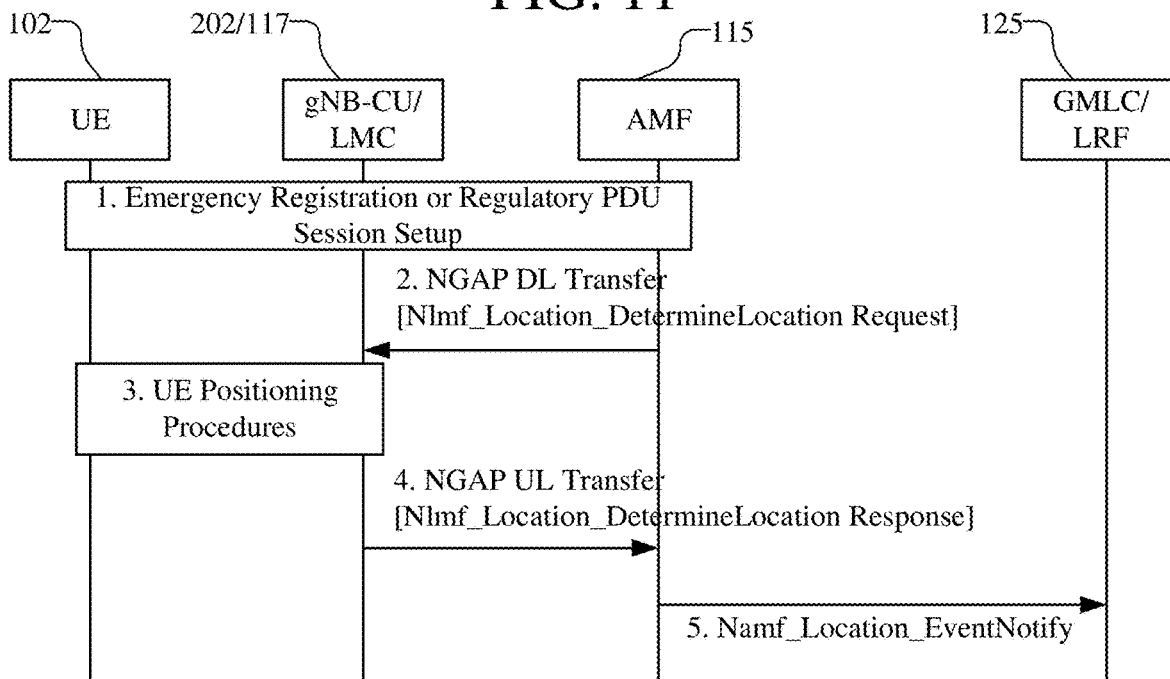 FIG. 11
102
202/117
115
125
UE
gNB-CU/
LMC
AMF
GMLC/
LRF
1. Emergency Registration or Regulatory PDU
Session Setup
2. NGAP DL Transfer
[Nlmf_Location_DetermineLocation Request]
3. UE Positioning
Procedures
4. NGAP UL Transfer
[Nlmf_Location_DetermineLocation Response]
5. Namf_Location_EventNotify